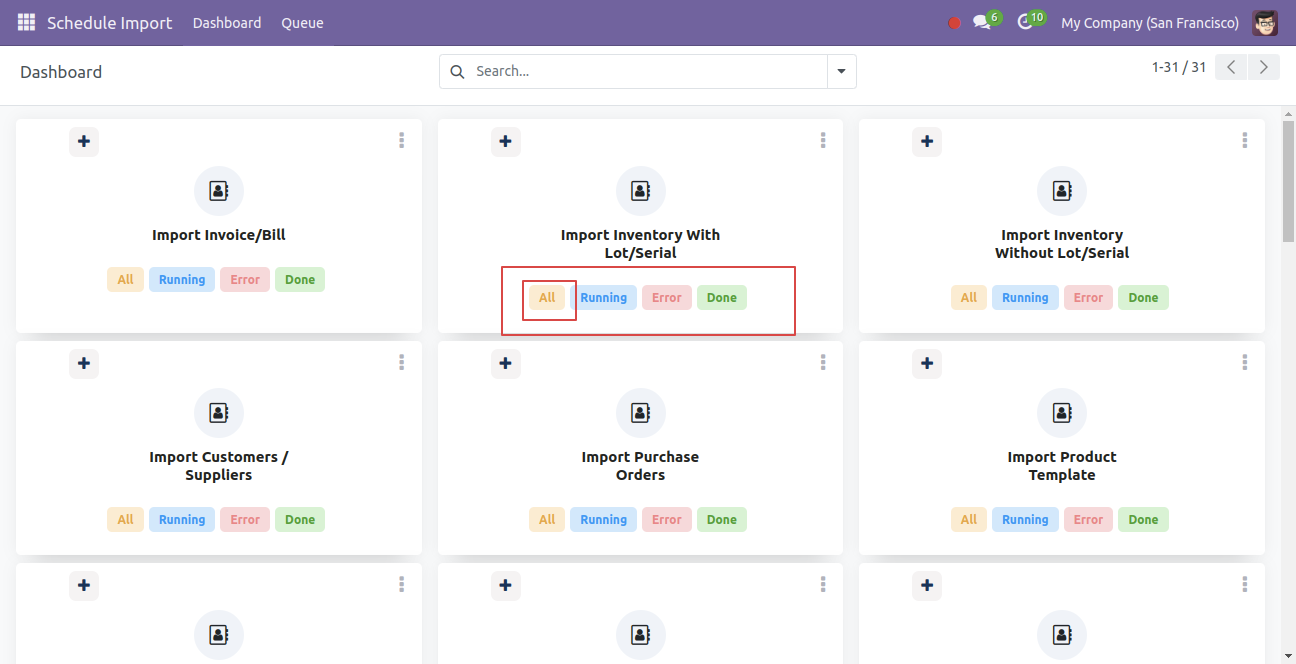 Schedule Import Dashboard Queue 6 10 My Company (San Francisco)
Dashboard Search... 1-31 / 31
Import Invoice/Bill
All Running Error Done
Import Inventory With
Lot/Serial
All Running Error Done
Import Inventory
Without Lot/Serial
All Running Error Done
Import Customers /
Suppliers
All Running Error Done
Import Purchase
Orders
All Running Error Done
Import Product
Template
All Running Error Done